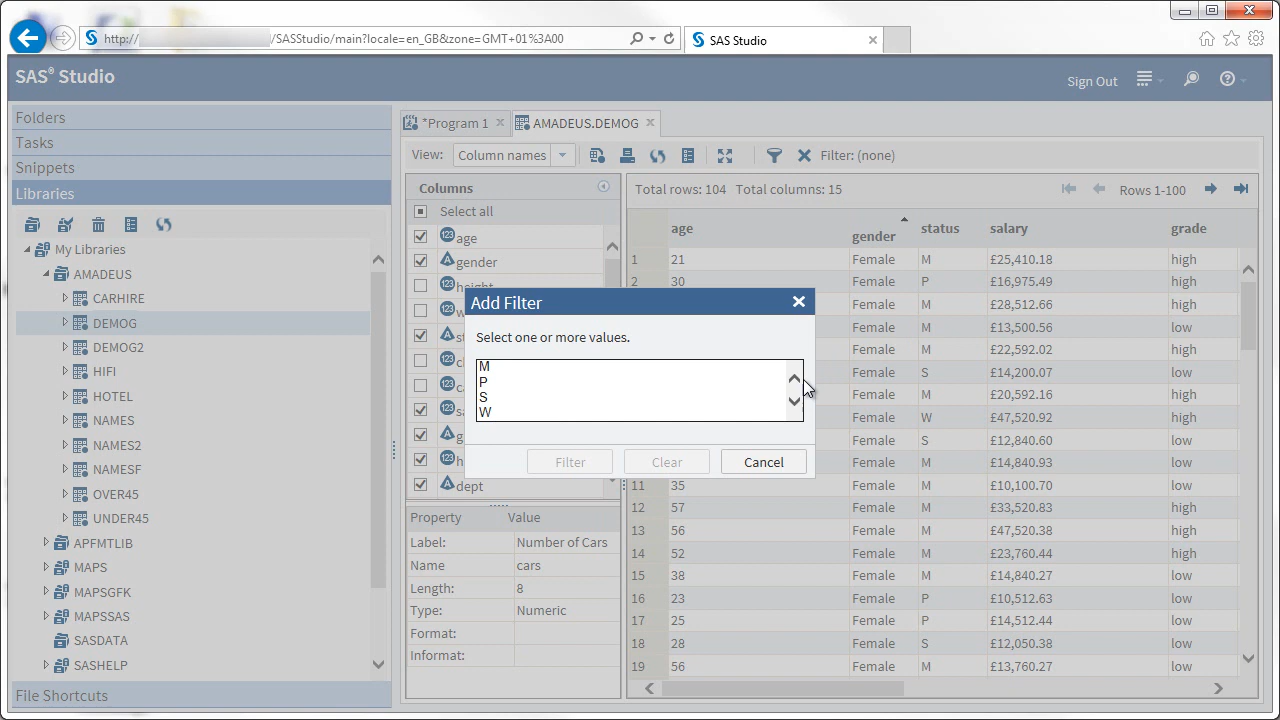 http://
/SASStudio/main?locale=en_GB&zone=GMT+01%3A00
SAS Studio
SAS® Studio
Sign Out
Folders
Tasks
Snippets
Libraries
My Libraries
AMADEUS
CARHIRE
DEMOG
DEMOG2
HIFI
HOTEL
NAMES
NAMES2
NAMESF
OVER45
UNDER45
APFMTLIB
MAPS
MAPSGFK
MAPSSAS
SASDATA
SASHELP
File Shortcuts
*Program 1
AMADEUS.DEMOG
View: Column names
Filter: (none)
Columns
Select all
age
gender
dept
Property Value
Label: Number of Cars
Name cars
Length: 8
Type: Numeric
Format:
Informat:
Total rows: 104 Total columns: 15
Rows 1-100
age gender status salary grade
1 21 Female M £25,410.18 high
2 30 Female P £16,975.49 high
Female M £28,512.66 high
Female M £13,500.56 low
Female M £22,592.02 high
Female S £14,200.07 low
Female M £20,592.16 high
Female W £47,520.92 high
Female S £12,840.60 low
Female M £14,840.93 low
11 35 Female M £10,100.70 low
12 57 Female M £33,520.83 high
13 56 Female M £47,520.38 high
14 52 Female M £23,760.44 high
15 38 Female M £14,840.27 low
16 23 Female P £10,512.63 low
17 25 Female P £14,512.44 low
18 28 Female S £12,050.38 low
19 56 Female M £13,760.27 low
Add Filter
Select one or more values.
M
P
S
W
Filter Clear Cancel